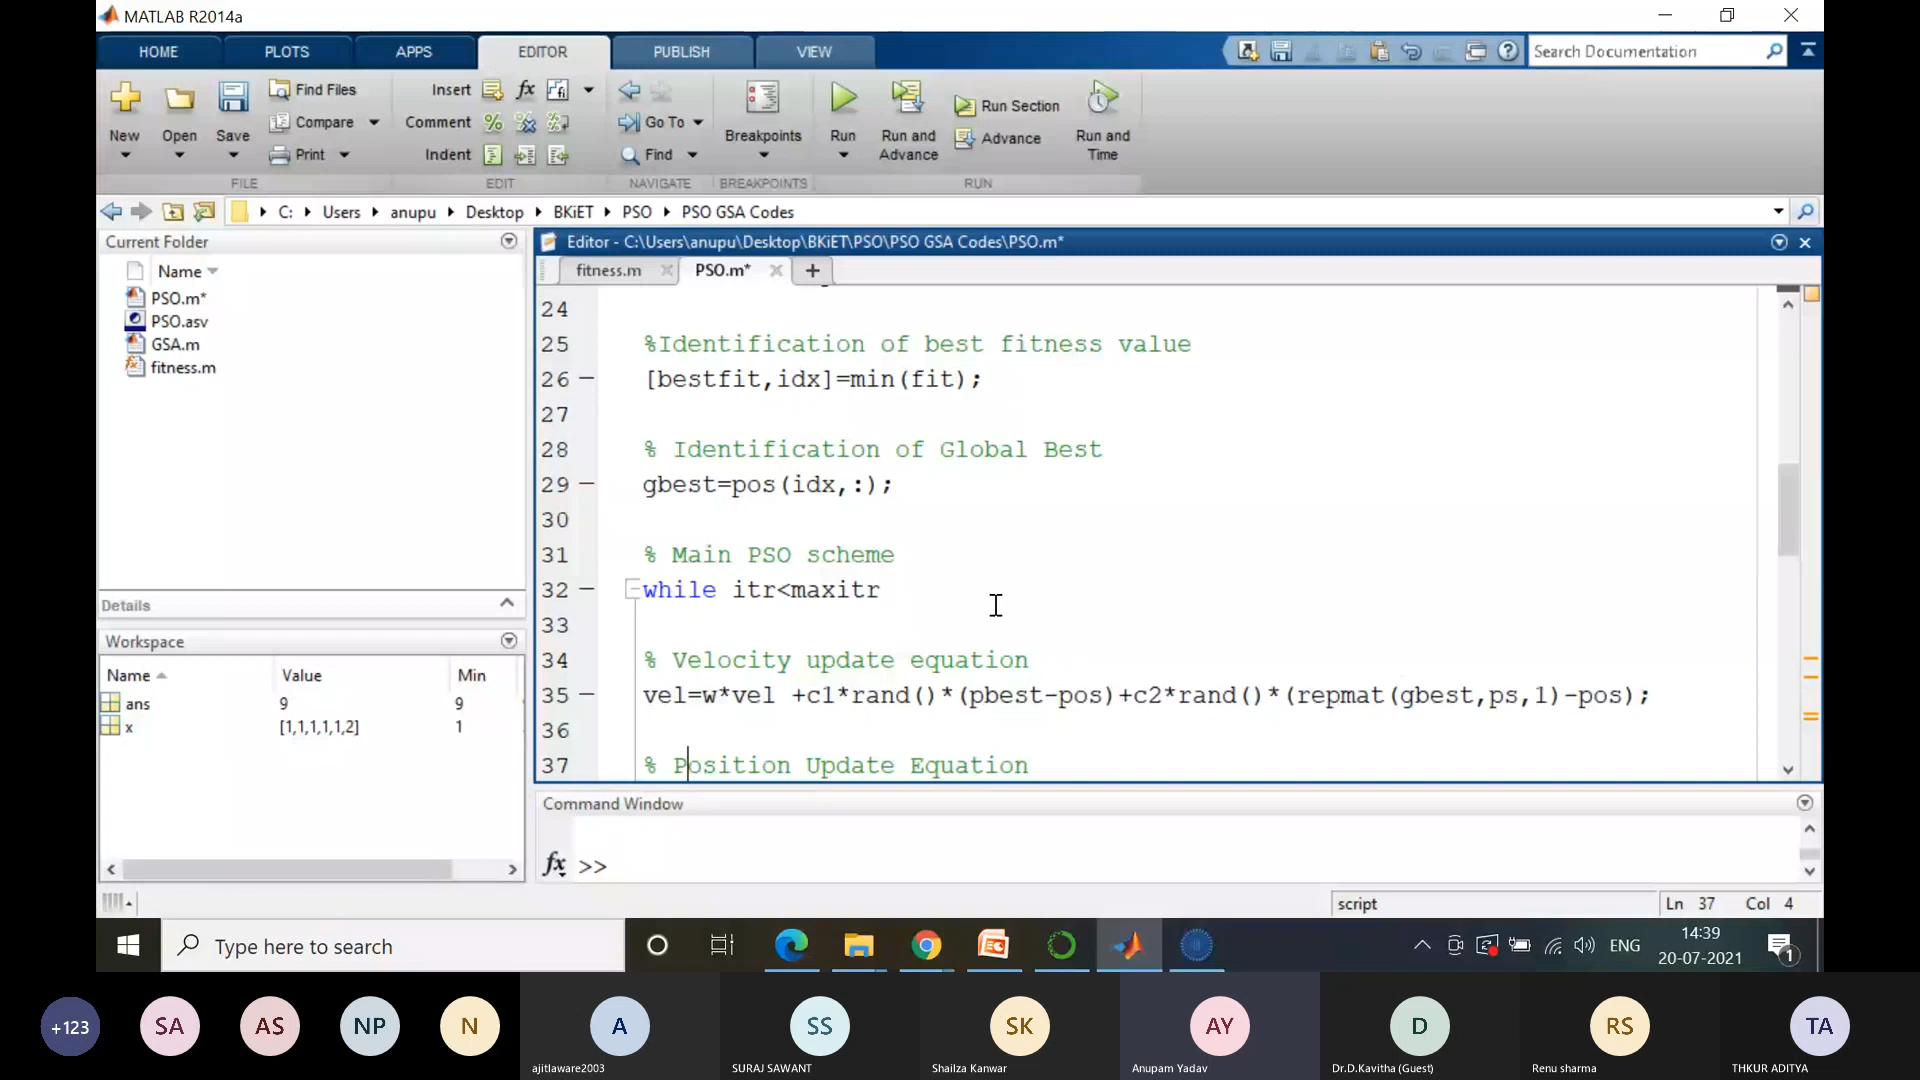 MATLAB R2014a
HOME PLOTS APPS EDITOR PUBLISH VIEW
Search Documentation
New Open Save
Find Files
Compare
Print
FILE
Insert fx
Comment
Indent
EDIT
Go To
Find
NAVIGATE
Breakpoints
BREAKPOINTS
Run
Run and Advance
Run Section
Advance
Run and Time
RUN
C: Users anupu Desktop BKiET PSO PSO GSA Codes
Current Folder
Name
PSO.m*
PSO.asv
GSA.m
fitness.m
Details
Workspace
Name Value Min
ans 9 9
x [1,1,1,1,1,2] 1
Editor - C:\Users\anupu\Desktop\BKiET\PSO\PSO GSA Codes\PSO.m*
fitness.m PSO.m*
24
25 %Identification of best fitness value
26 [bestfit,idx]=min(fit);
27
28 % Identification of Global Best
29 gbest=pos(idx,:);
30
31 % Main PSO scheme
32 while itr<maxitr
33
34 % Velocity update equation
35 vel=w*vel +c1*rand()*(pbest-pos)+c2*rand()*(repmat(gbest,ps,1)-pos);
36
37 % Position Update Equation
Command Window
fx >>
script Ln 37 Col 4
Type here to search
ENG
14:39
20-07-2021
1
+123 SA AS NP N A SS SK AY D RS TA
ajitlaware2003 SURAJ SAWANT Shailza Kanwar Anupam Yadav Dr.D.Kavitha (Guest) Renu sharma THKUR ADITYA